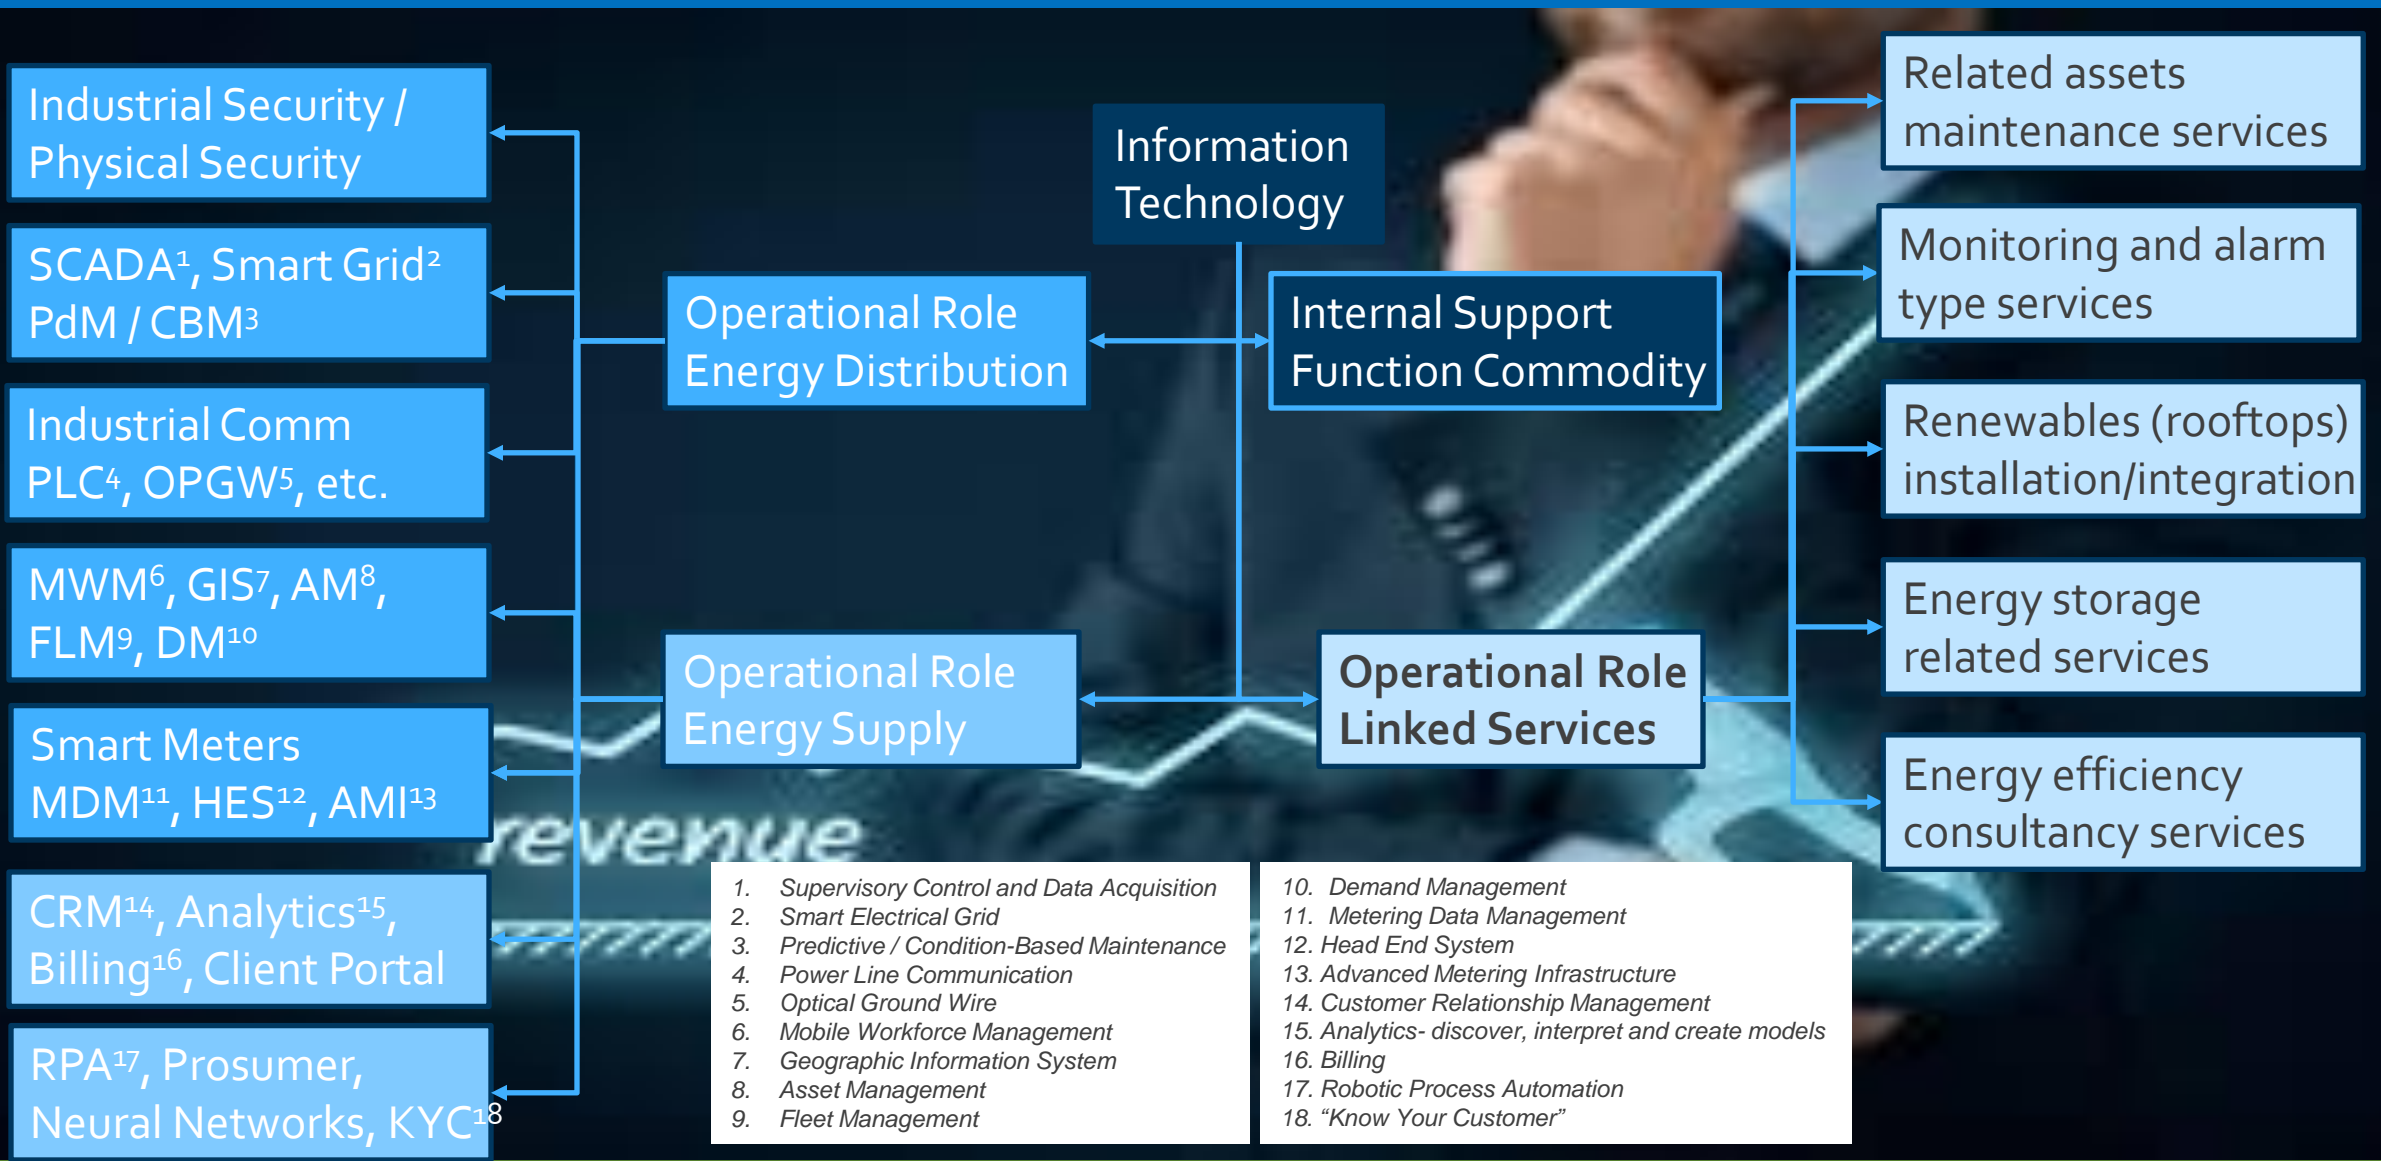 Industrial Security /
Physical Security
SCADA¹, Smart Grid²
PdM / CBM³
Industrial Comm
PLC⁴, OPGW⁵, etc.
MWM⁶, GIS⁷, AM⁸,
FLM⁹, DM¹⁰
Smart Meters
MDM¹¹, HES¹², AMI¹³
CRM¹⁴, Analytics¹⁵,
Billing¹⁶, Client Portal
RPA¹⁷, Prosumer,
Neural Networks, KYC¹⁸
Information
Technology
Operational Role
Energy Distribution
Internal Support
Function Commodity
Operational Role
Energy Supply
Operational Role
Linked Services
Related assets
maintenance services
Monitoring and alarm
type services
Renewables (rooftops)
installation/integration
Energy storage
related services
Energy efficiency
consultancy services
revenue
1. Supervisory Control and Data Acquisition
2. Smart Electrical Grid
3. Predictive / Condition-Based Maintenance
4. Power Line Communication
5. Optical Ground Wire
6. Mobile Workforce Management
7. Geographic Information System
8. Asset Management
9. Fleet Management
10. Demand Management
11. Metering Data Management
12. Head End System
13. Advanced Metering Infrastructure
14. Customer Relationship Management
15. Analytics- discover, interpret and create models
16. Billing
17. Robotic Process Automation
18. “Know Your Customer”